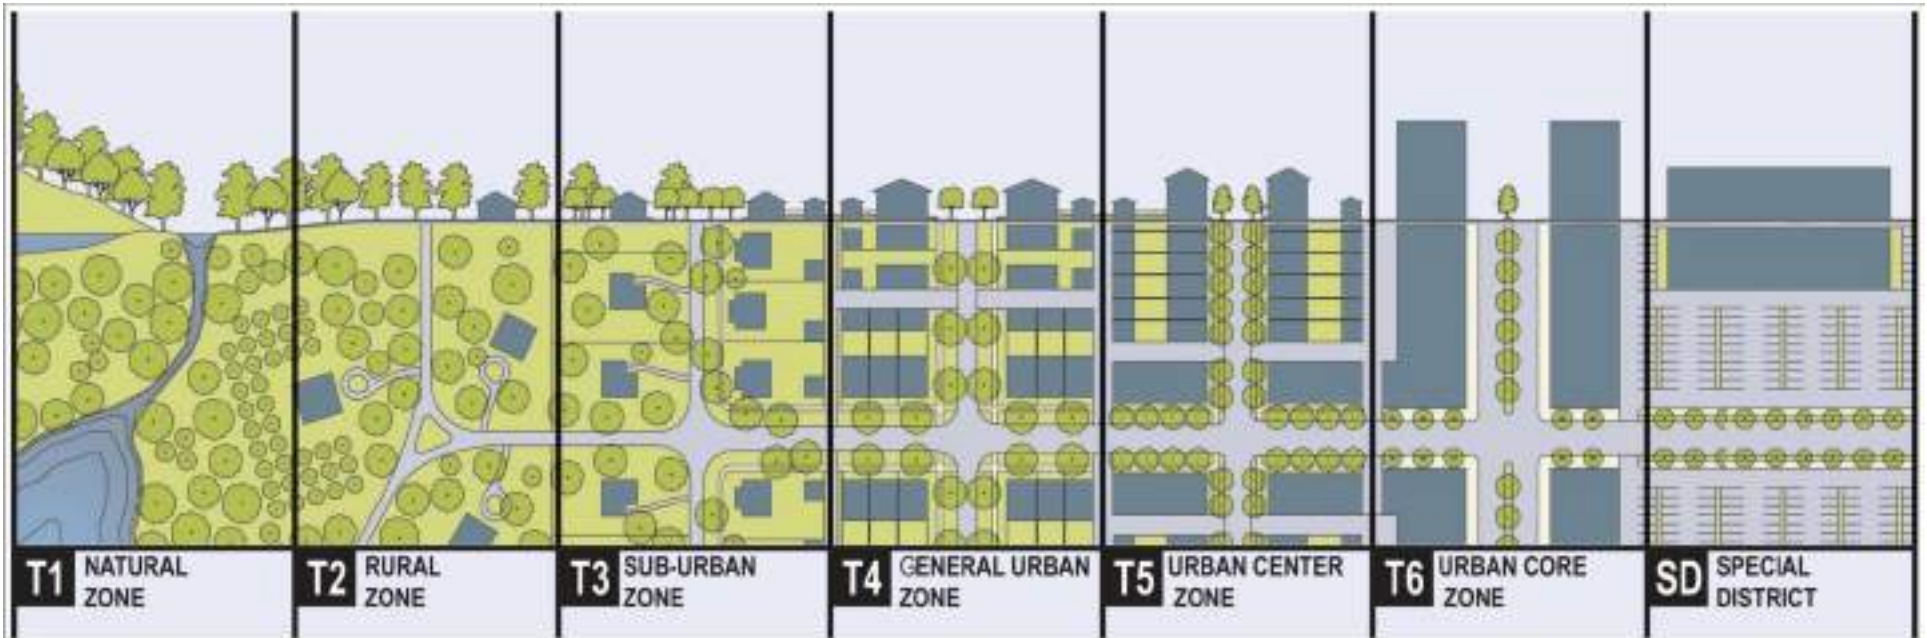 T1 NATURAL
ZONE
T2 RURAL
ZONE
T3 SUB-URBAN
ZONE
T4 GENERAL URBAN
ZONE
T5 URBAN CENTER
ZONE
T6 URBAN CORE
ZONE
SD SPECIAL
DISTRICT